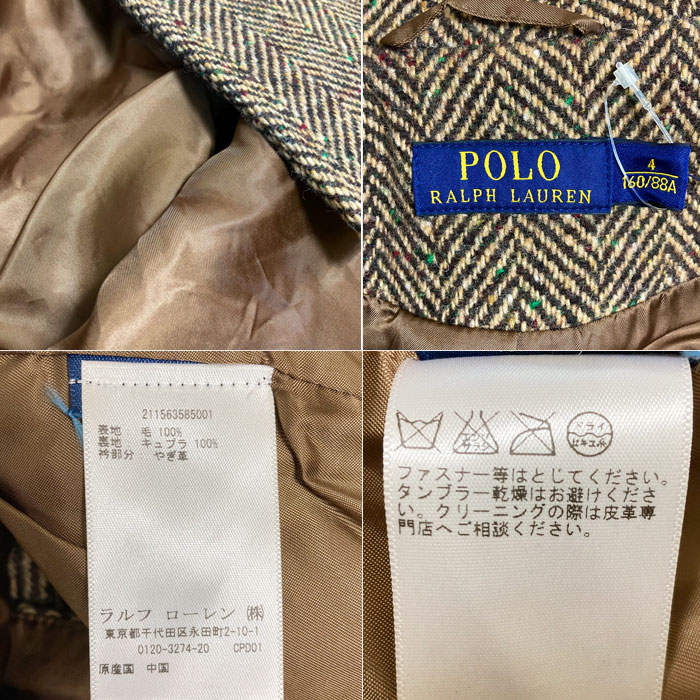 POLO
RALPH LAUREN
4
160/88A
211563585001
表地: 毛 100%
裏地: キュプラ 100%
衿部分 やぎ革
ラルフ ローレン ㈱
東京都千代田区永田町2-10-1
0120-3274-20 CPD01
原産国 中国
ドライ
セキユ系
ファスナー等はとじてください。
タンブラー乾燥はお避けくださ
い。クリーニングの際は皮革専
門店へご相談ください。